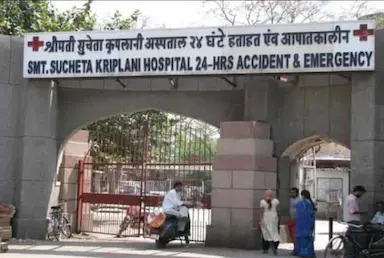 श्रीमती सुचेता कृपलानी अस्पताल २४ घंटे हताहत एंव आपातकालीन
SMT. SUCHETA KRIPLANI HOSPITAL 24-HRS ACCIDENT & EMERGENCY